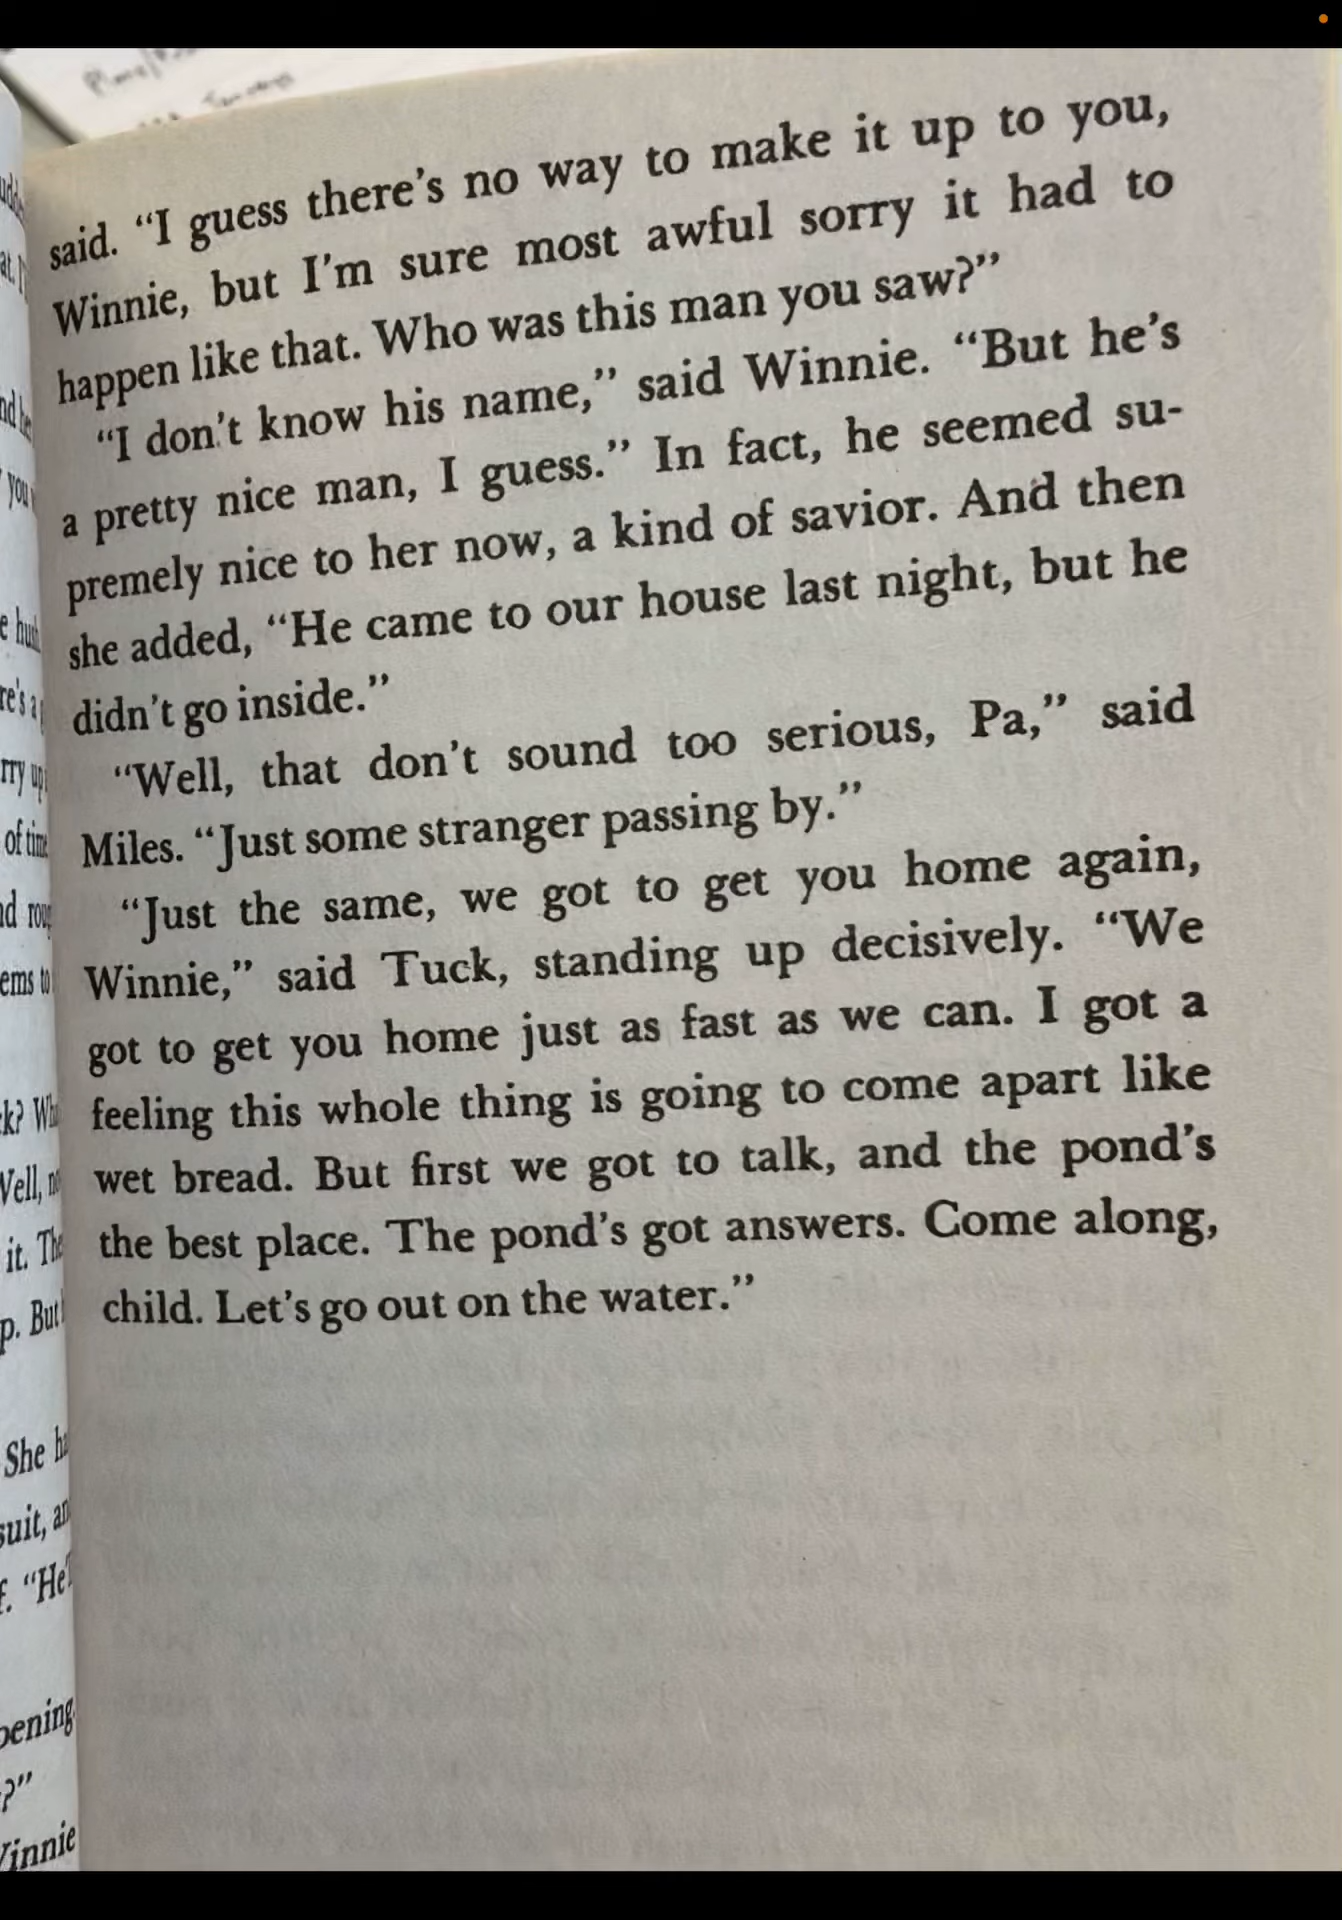 said. “I guess there’s no way to make it up to you,
Winnie, but I’m sure most awful sorry it had to
happen like that. Who was this man you saw?”
“I don’t know his name,” said Winnie. “But he’s
a pretty nice man, I guess.” In fact, he seemed su-
premely nice to her now, a kind of savior. And then
she added, “He came to our house last night, but he
didn’t go inside.”
“Well, that don’t sound too serious, Pa,” said
Miles. “Just some stranger passing by.”
“Just the same, we got to get you home again,
Winnie,” said Tuck, standing up decisively. “We
got to get you home just as fast as we can. I got a
feeling this whole thing is going to come apart like
wet bread. But first we got to talk, and the pond’s
the best place. The pond’s got answers. Come along,
child. Let’s go out on the water.”